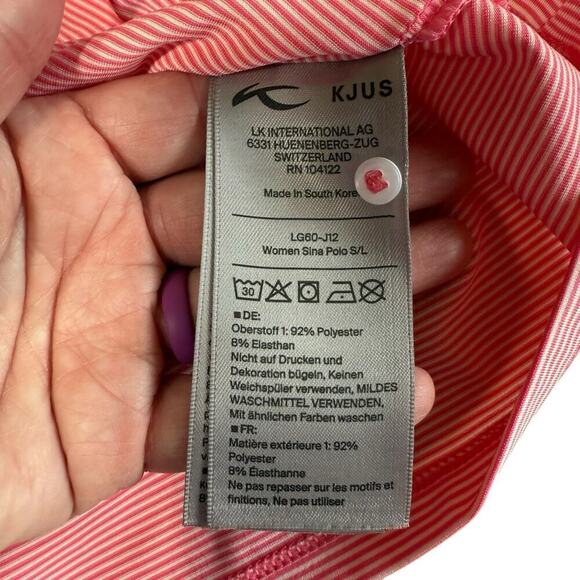 KJUS
LK INTERNATIONAL AG
6331 HUENENBERG-ZUG
SWITZERLAND
RN 104122
Made In South Kore
LG60-J12
Women Sina Polo S/L
30
DE:
Oberstoff 1: 92% Polyester
8% Elasthan
Nicht auf Drucken und
Dekoration bügeln, Keinen
Weichspüler verwenden, MILDES
WASCHMITTEL VERWENDEN,
Mit ähnlichen Farben waschen
FR:
Matière extérieure 1: 92%
Polyester
8% Élasthanne
Ne pas repasser sur les motifs et
finitions, Ne pas utiliser